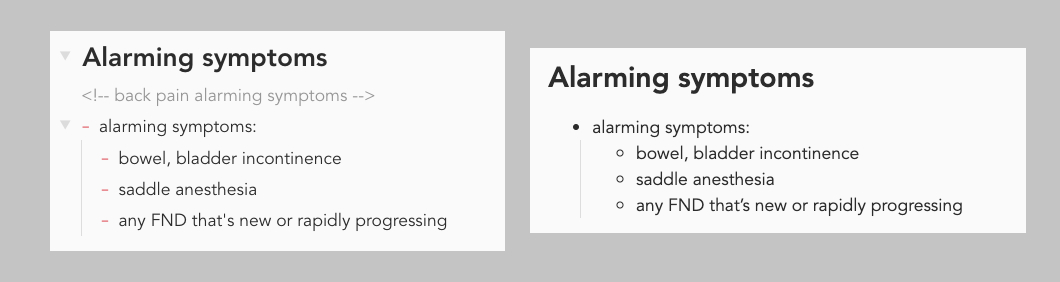 Alarming symptoms
<!-- back pain alarming symptoms -->
- alarming symptoms:
- bowel, bladder incontinence
- saddle anesthesia
- any FND that's new or rapidly progressing
Alarming symptoms
• alarming symptoms:
◦ bowel, bladder incontinence
◦ saddle anesthesia
◦ any FND that’s new or rapidly progressing